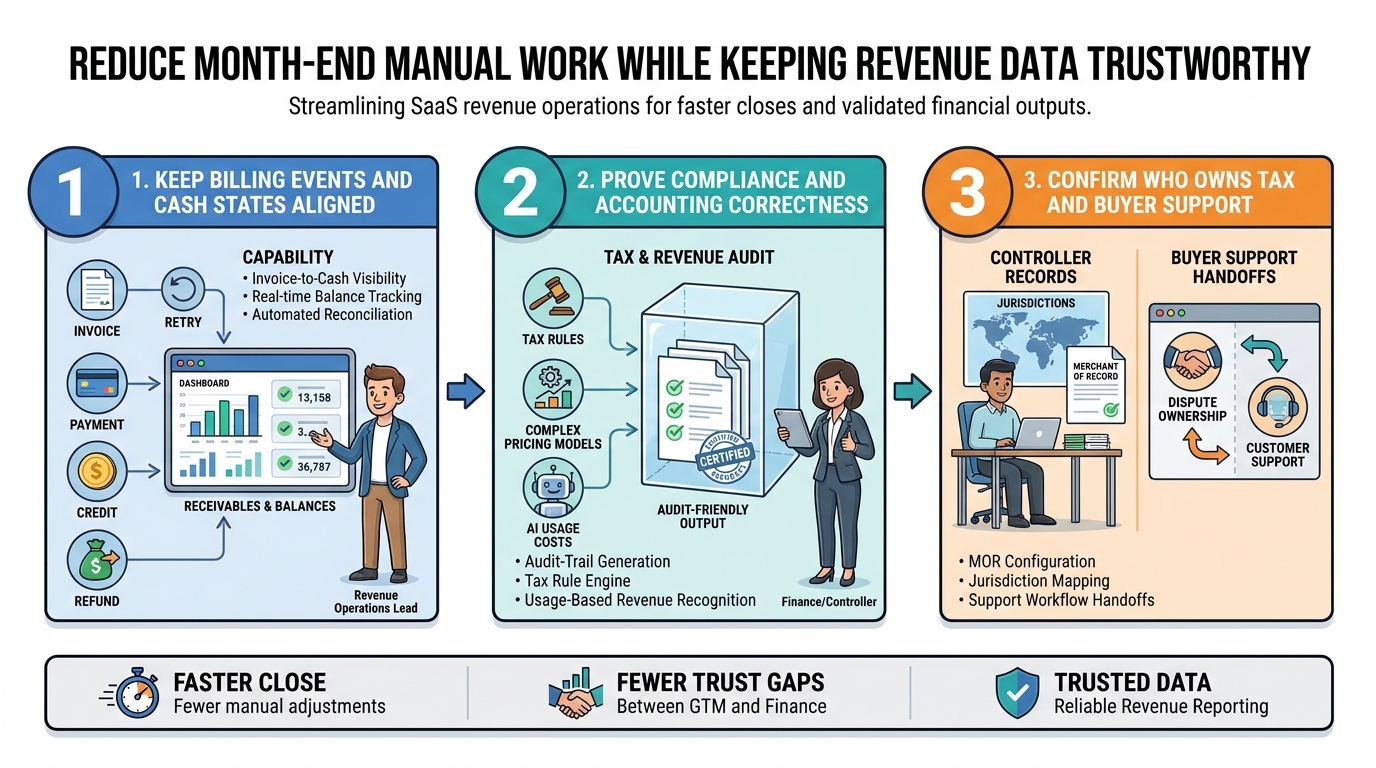 REDUCE MONTH-END MANUAL WORK WHILE KEEPING REVENUE DATA TRUSTWORTHY
Streamlining SaaS revenue operations for faster closes and validated financial outputs.
1
1. KEEP BILLING EVENTS AND
CASH STATES ALIGNED
CAPABILITY
• Invoice-to-Cash Visibility
• Real-time Balance Tracking
• Automated Reconciliation
INVOICE
RETRY
PAYMENT
CREDIT
REFUND
DASHBOARD
13,158
3...
36,787
RECEIVABLES & BALANCES
Revenue
Operations Lead
2
2. PROVE COMPLIANCE AND
ACCOUNTING CORRECTNESS
TAX & REVENUE AUDIT
TAX RULES
COMPLEX
PRICING MODELS
AI USAGE
COSTS
CERTIFIED
AUDIT-FRIENDLY
OUTPUT
• Audit-Trail Generation
• Tax Rule Engine
• Usage-Based Revenue Recognition
Finance/Controller
3
3. CONFIRM WHO OWNS TAX
AND BUYER SUPPORT
CONTROLLER
RECORDS
JURISDICTIONS
MERCHANT
OF RECORD
BUYER SUPPORT
HANDOFFS
DISPUTE
OWNERSHIP
CUSTOMER
SUPPORT
• MOR Configuration
• Jurisdiction Mapping
• Support Workflow Handoffs
FASTER CLOSE
Fewer manual adjustments
FEWER TRUST GAPS
Between GTM and Finance
TRUSTED DATA
Reliable Revenue Reporting